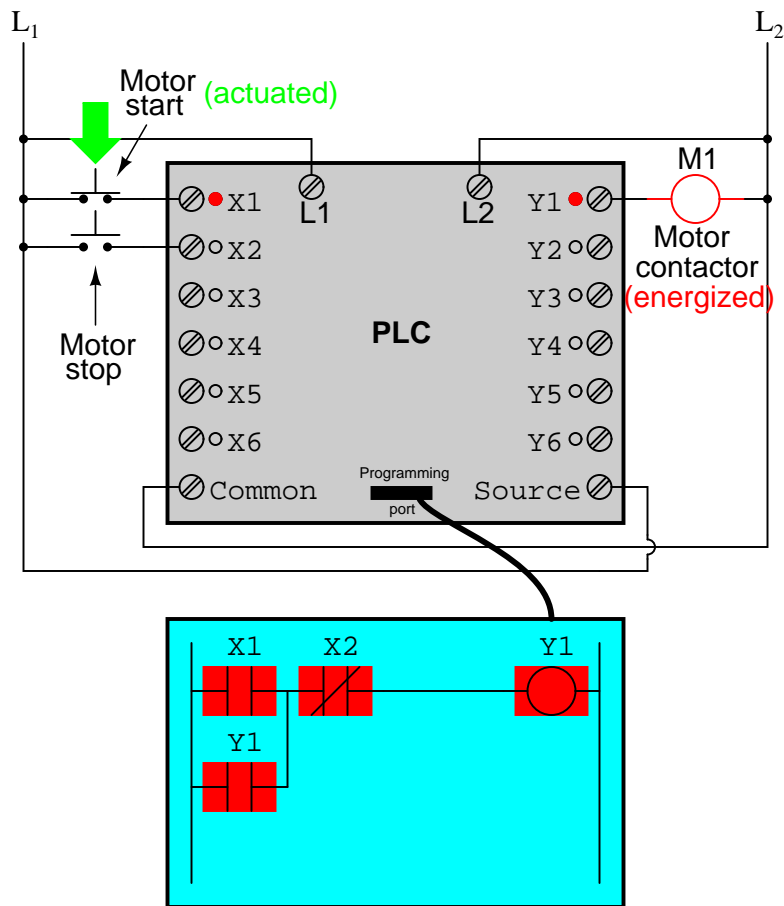 L1
L2
Motor
start
(actuated)
M1
X1
L1
L2
Y1
X2
Y2
Motor
contactor
(energized)
X3
Y3
Motor
stop
X4
PLC
Y4
X5
Y5
X6
Y6
Common
Programming
port
Source
X1
X2
Y1
Y1